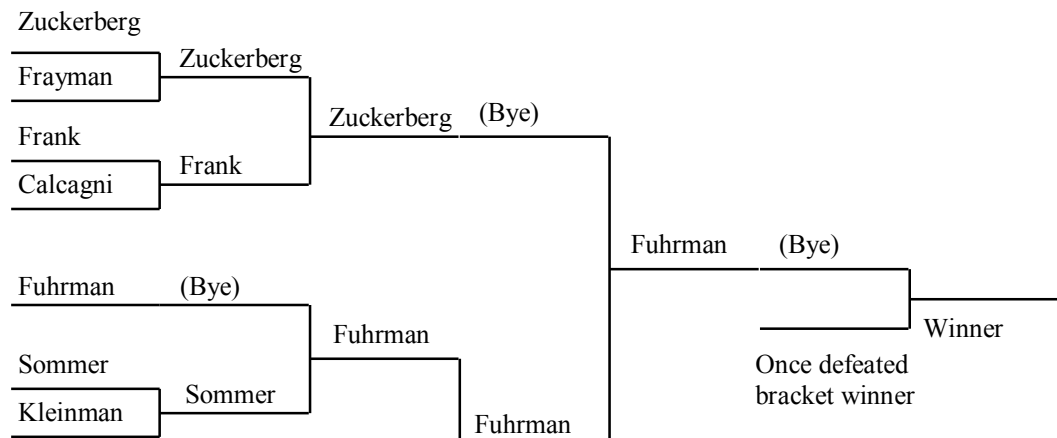 Zuckerberg
Frayman
Zuckerberg
Frank
Calcagni
Frank
Zuckerberg
(Bye)
Fuhrman
(Bye)
Sommer
Kleinman
Sommer
Fuhrman
Fuhrman
Fuhrman
(Bye)
Winner
Once defeated
bracket winner